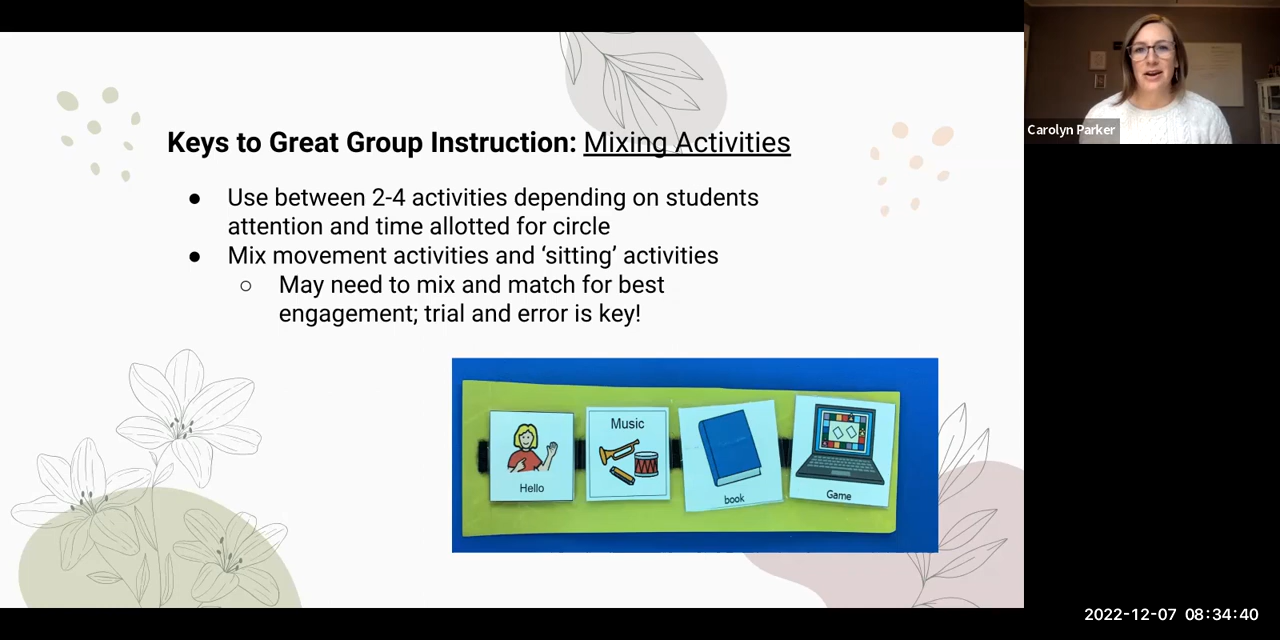 Keys to Great Group Instruction: Mixing Activities
● Use between 2-4 activities depending on students
attention and time allotted for circle
● Mix movement activities and ‘sitting’ activities
○ May need to mix and match for best
engagement; trial and error is key!
Hello
Music
book
Game
Carolyn Parker
2022-12-07 08:34:40